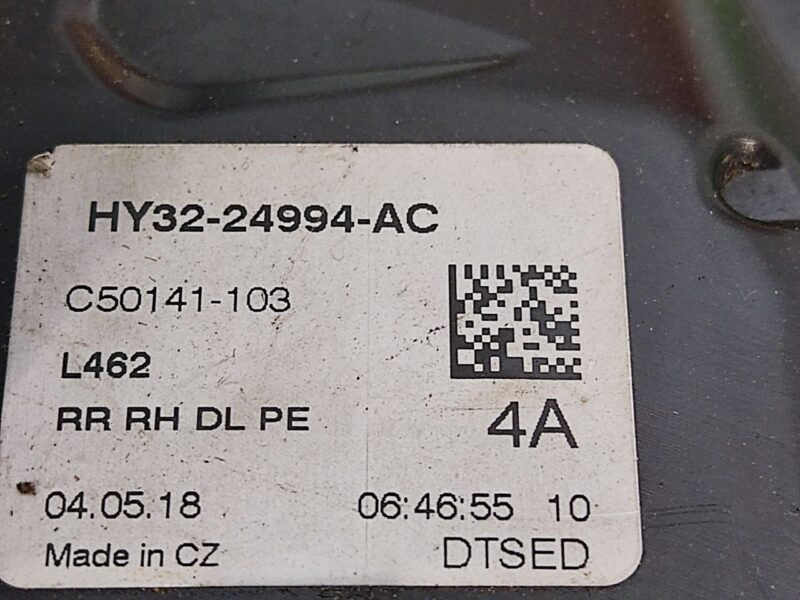 HY32-24994-AC
C50141-103
L462
RR RH DL PE
4A
04.05.18 06:46:55 10
Made in CZ DTSED